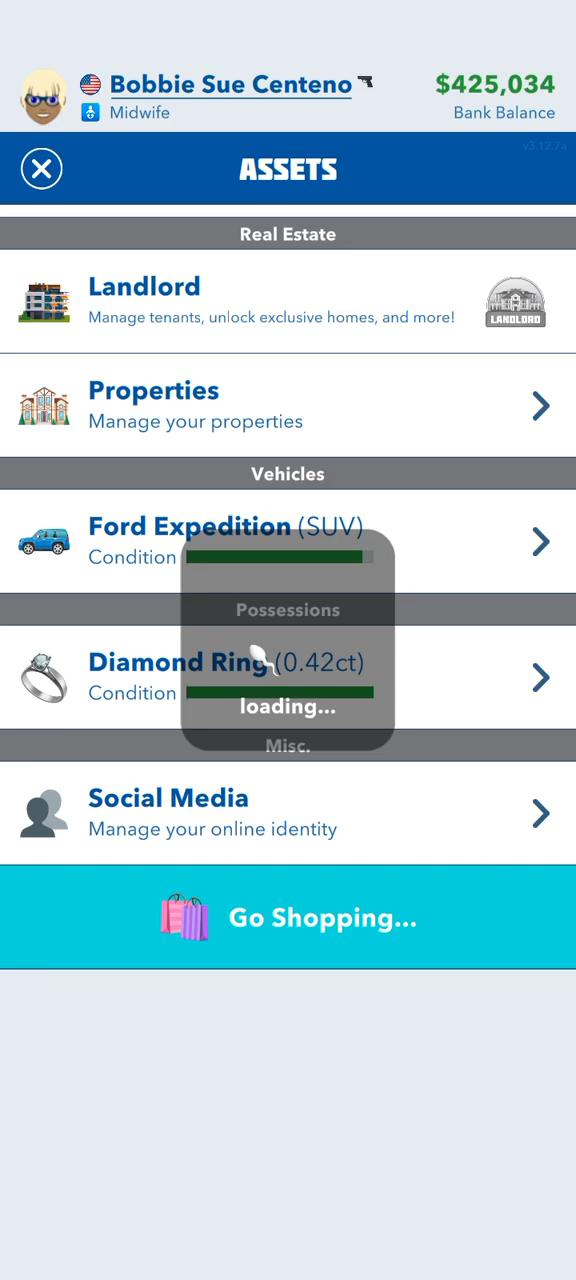 Bobbie Sue Centeno
$425,034
Midwife
Bank Balance
v3.12.7a
ASSETS
Real Estate
Landlord
Manage tenants, unlock exclusive homes, and more!
LANDLORD
Properties
Manage your properties
Vehicles
Ford Expedition (SUV)
Condition
Possessions
Diamond Ring (0.42ct)
Condition
loading...
Misc.
Social Media
Manage your online identity
Go Shopping...